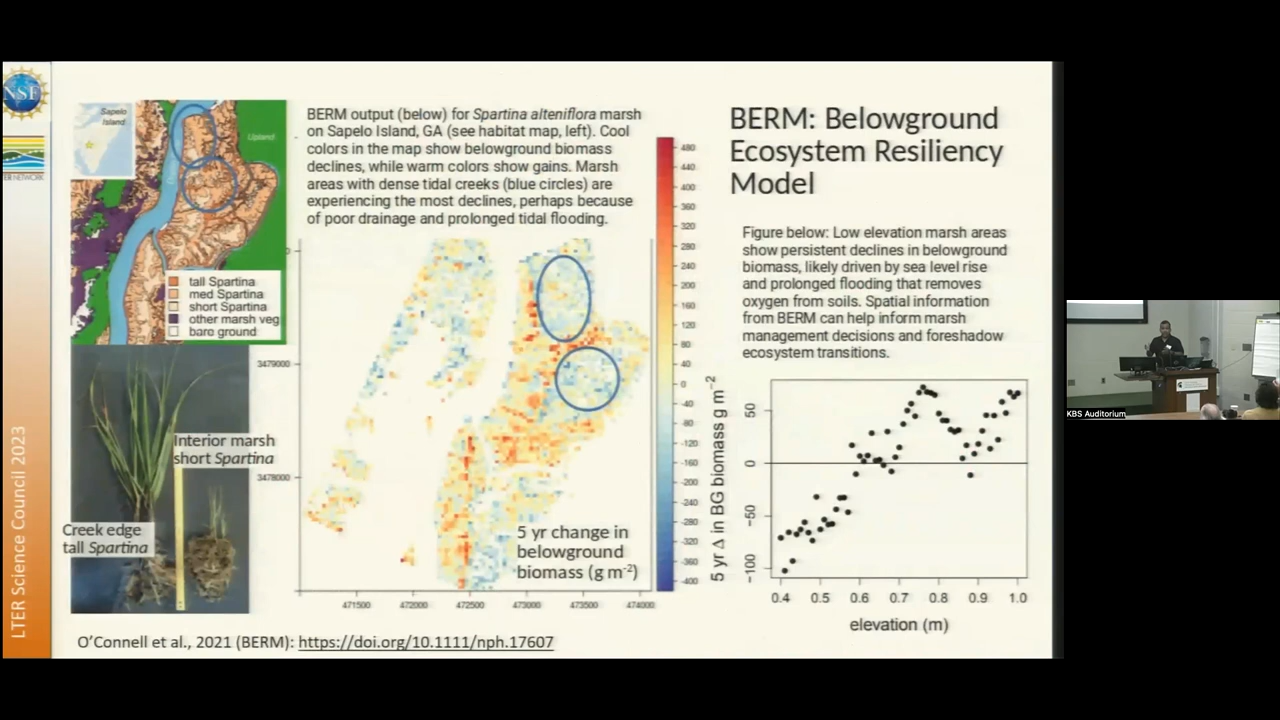 NSF
TER NETWORK
LTER Science Council 2023
Sapelo
Island
Upland
tall Spartina
med Spartina
short Spartina
other marsh veg
bare ground
BERM output (below) for Spartina alteniflora marsh
on Sapelo Island, GA (see habitat map, left). Cool
colors in the map show belowground biomass
declines, while warm colors show gains. Marsh
areas with dense tidal creeks (blue circles) are
experiencing the most declines, perhaps because
of poor drainage and prolonged tidal flooding.
BERM: Belowground
Ecosystem Resiliency
Model
Figure below: Low elevation marsh areas
show persistent declines in belowground
biomass, likely driven by sea level rise
and prolonged flooding that removes
oxygen from soils. Spatial information
from BERM can help inform marsh
management decisions and foreshadow
ecosystem transitions.
Interior marsh
short Spartina
Creek edge
tall Spartina
3479000
3478000
471500 472000 472500 473000 473500 474000
5 yr change in
belowground
biomass (g m-2)
480
440
400
360
320
280
240
200
160
120
80
40
0
-40
-80
-120
-160
-200
-240
-280
-320
-360
-400
5 yr Δ in BG biomass g m-2
50
0
-50
-100
0.4 0.5 0.6 0.7 0.8 0.9 1.0
elevation (m)
O'Connell et al., 2021 (BERM): https://doi.org/10.1111/nph.17607
KBS Auditorium